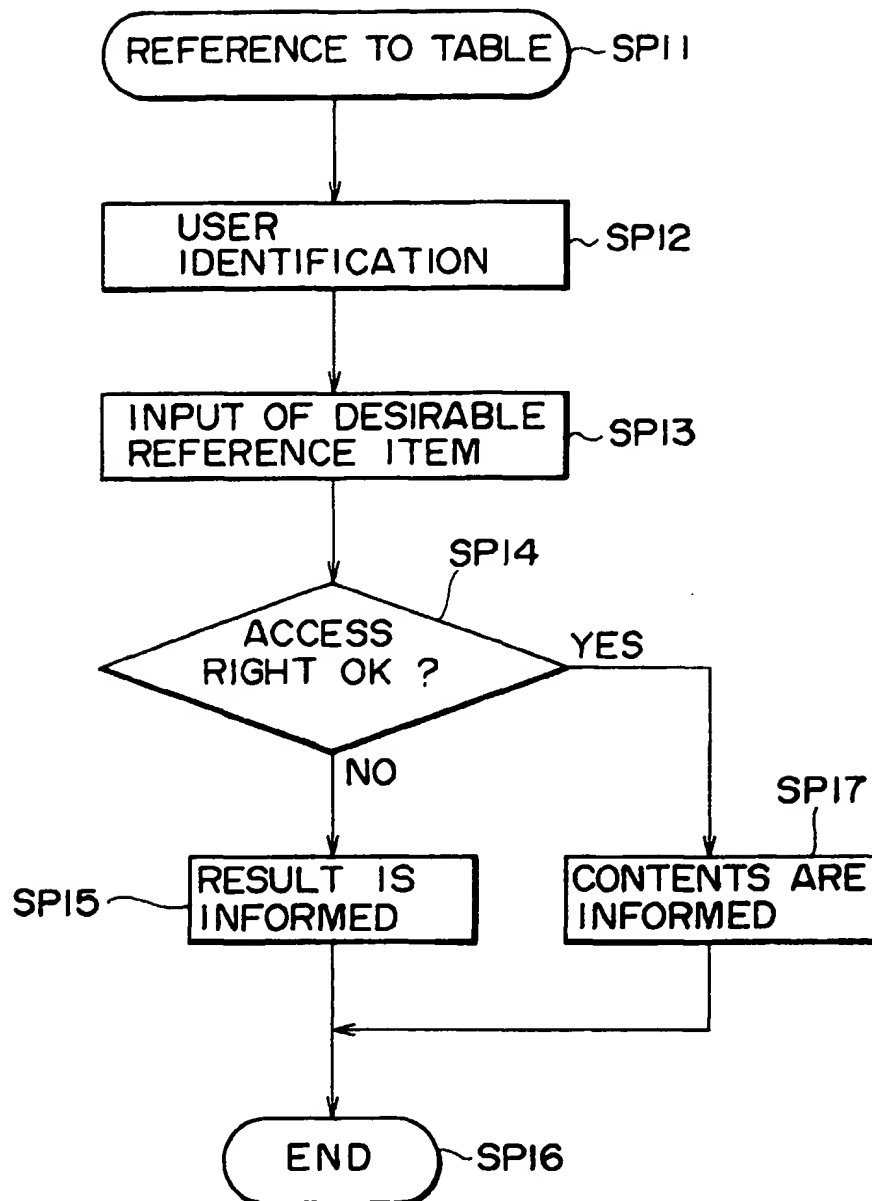 REFERENCE TO TABLE
SP11
USER
IDENTIFICATION
SP12
INPUT OF DESIRABLE
REFERENCE ITEM
SP13
SP14
ACCESS
RIGHT OK ?
YES
NO
SP17
SP15
RESULT IS
INFORMED
CONTENTS ARE
INFORMED
END
SP16